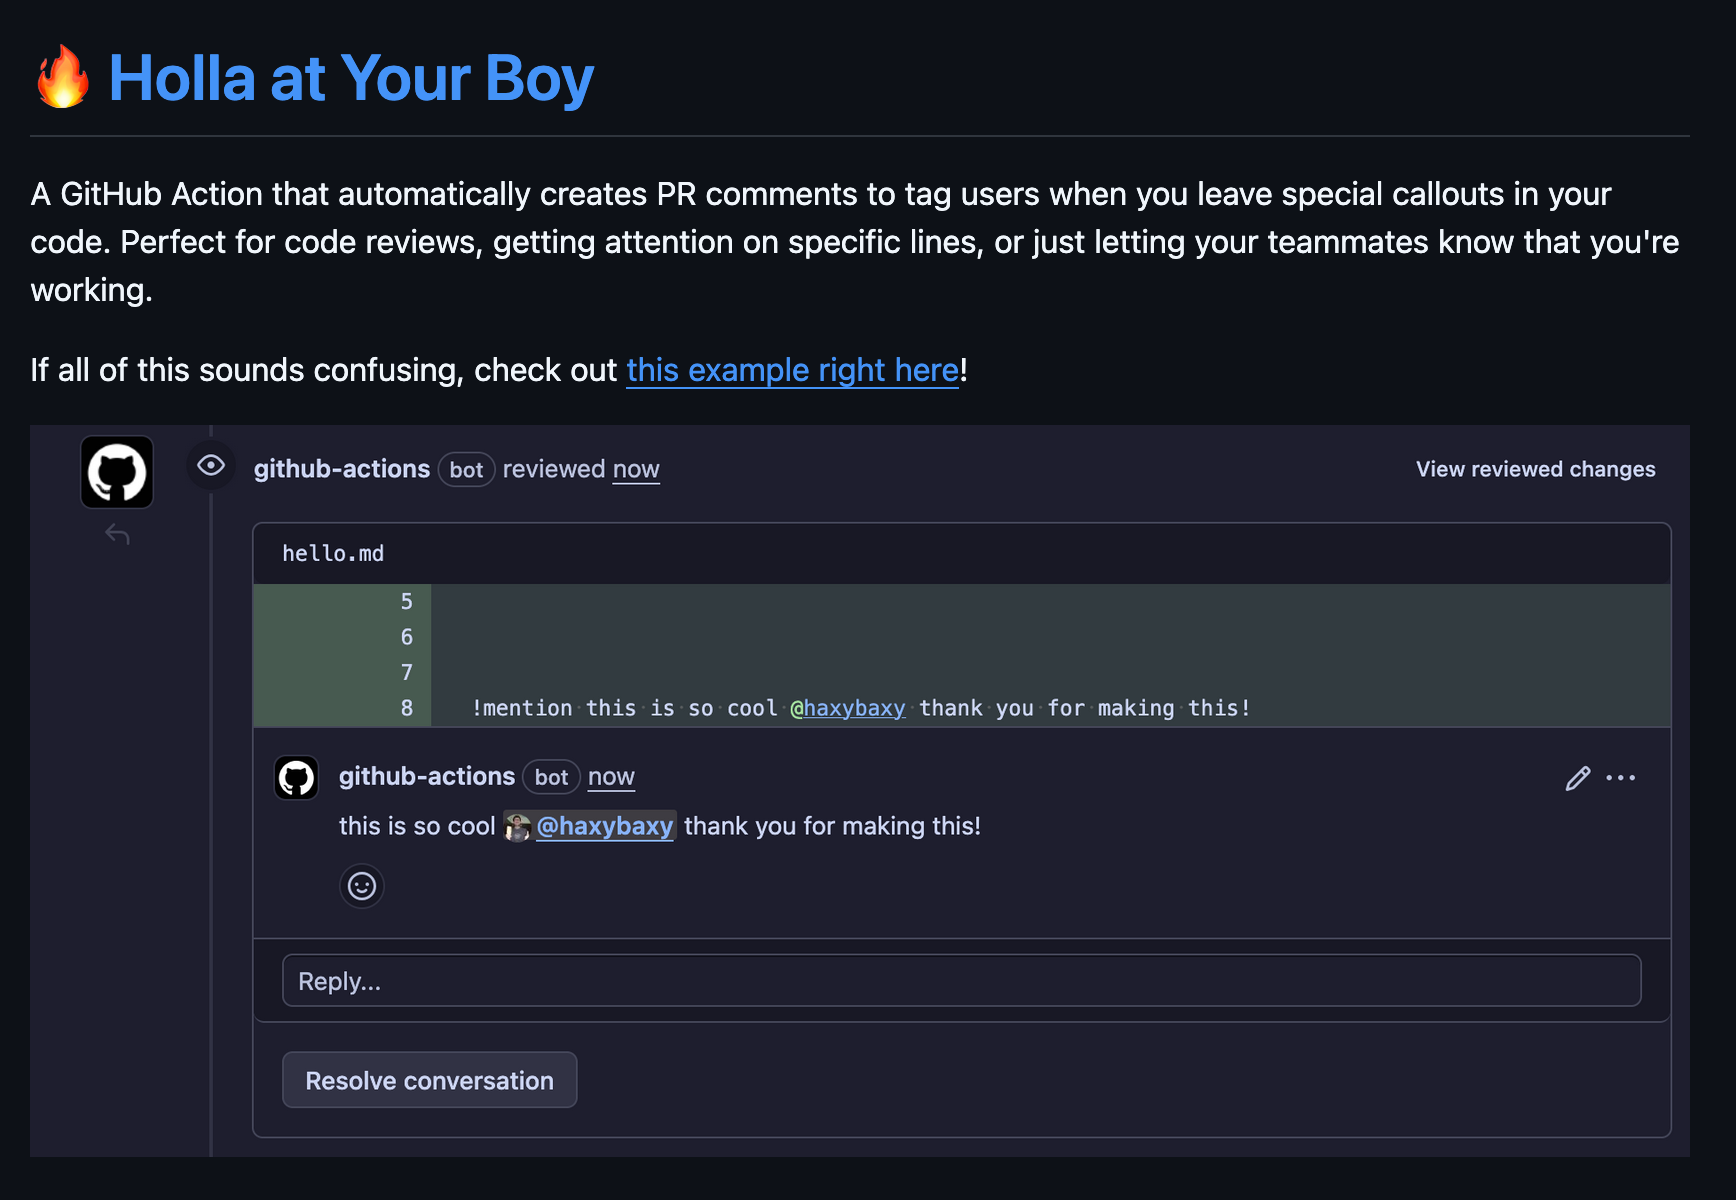 🔥 Holla at Your Boy
A GitHub Action that automatically creates PR comments to tag users when you leave special callouts in your
code. Perfect for code reviews, getting attention on specific lines, or just letting your teammates know that you're
working.
If all of this sounds confusing, check out this example right here!
github-actions bot reviewed now
View reviewed changes
hello.md
5
6
7
8 !mention this is so cool @haxybaxy thank you for making this!
github-actions bot now
this is so cool @haxybaxy thank you for making this!
Reply...
Resolve conversation